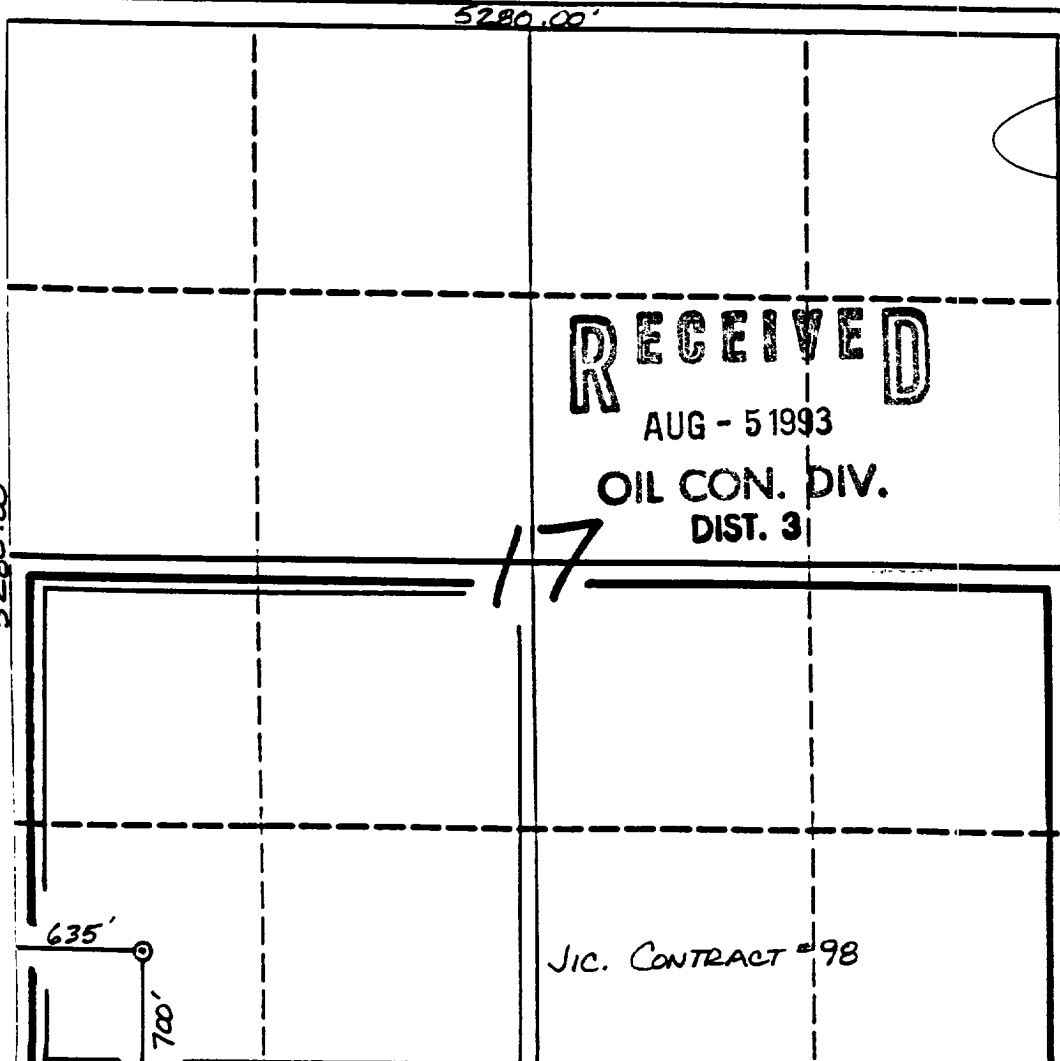 5280.00'
RECEIVED
AUG - 5 1993
OIL CON. DIV.
DIST. 3
17
635'
700'
JIC. CONTRACT #98